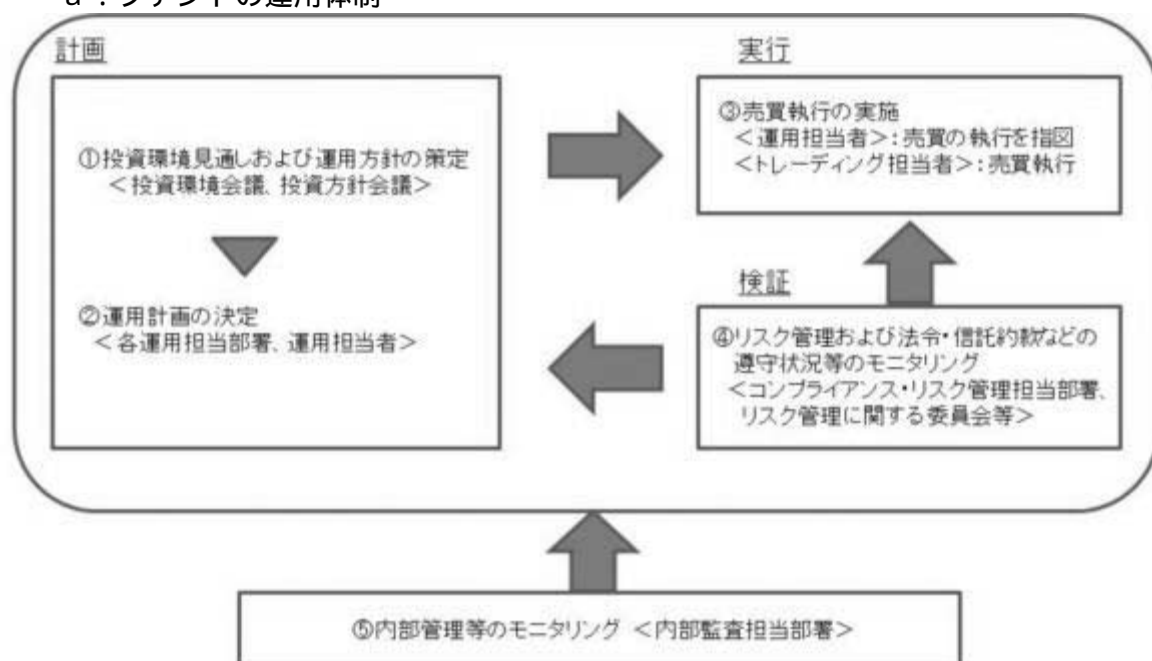 a．ファンドの運用体制
計画
①投資環境見通しおよび運用方針の策定
＜投資環境会議、投資方針会議＞
②運用計画の決定
＜各運用担当部署、運用担当者＞
実行
③売買執行の実施
＜運用担当者＞：売買の執行を指図
＜トレーディング担当者＞：売買執行
検証
④リスク管理および法令・信託約款などの
遵守状況等のモニタリング
＜コンプライアンス・リスク管理担当部署、
リスク管理に関する委員会等＞
⑤内部管理等のモニタリング ＜内部監査担当部署＞